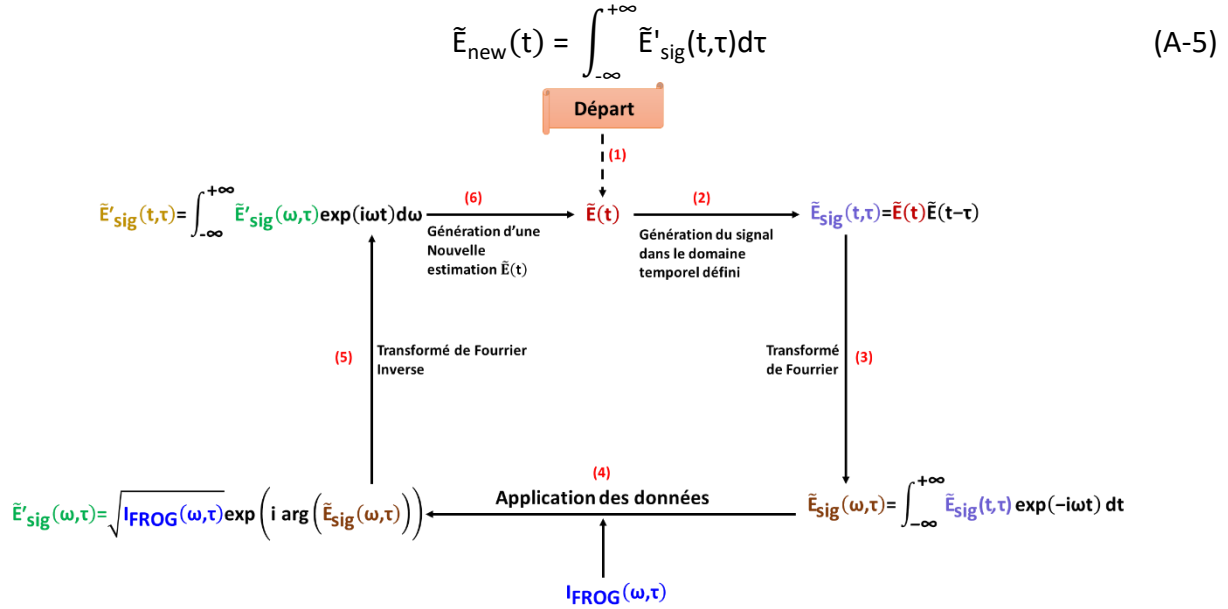 Ẽnew(t) = ∫-∞+∞ Ẽ'sig(t,τ)dτ (A-5)
Départ
(1)
Ẽ'sig(t,τ)=∫−∞+∞ Ẽ'sig(ω,τ)exp(iωt)dω
(6)
Génération d'une
Nouvelle
estimation Ẽ(t)
Ẽ(t)
(2)
Génération du signal
dans le domaine
temporel défini
Ẽsig(t,τ)=Ẽ(t)Ẽ(t−τ)
(5)
Transformé de Fourrier
Inverse
Transformé
de Fourrier
(3)
Ẽ'sig(ω,τ)=√IFROG(ω,τ)exp(i arg(Ẽsig(ω,τ)))
(4)
Application des données
Ẽsig(ω,τ)=∫−∞+∞ Ẽsig(t,τ) exp(−iωt) dt
IFROG(ω,τ)